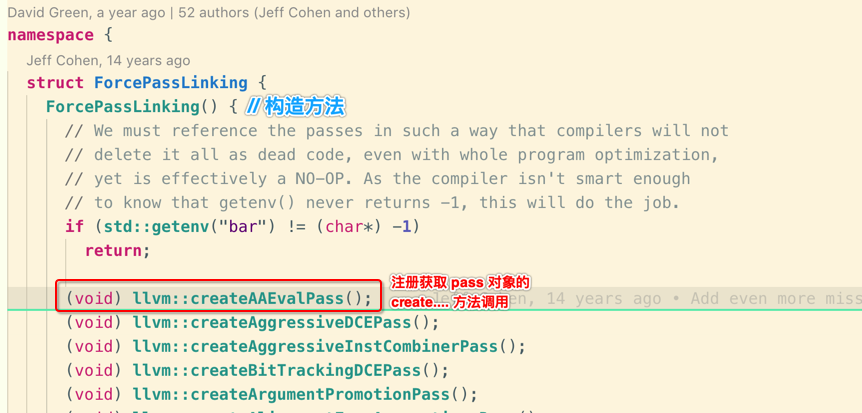 David Green, a year ago | 52 authors (Jeff Cohen and others)
namespace {
Jeff Cohen, 14 years ago
struct ForcePassLinking {
ForcePassLinking() { // 构造方法
// We must reference the passes in such a way that compilers will not
// delete it all as dead code, even with whole program optimization,
// yet is effectively a NO-OP. As the compiler isn't smart enough
// to know that getenv() never returns -1, this will do the job.
if (std::getenv("bar") != (char*) -1)
return;
注册获取 pass 对象的
create.... 方法调用
(void) llvm::createAAEvalPass(); en, 14 years ago • Add even more miss
(void) llvm::createAggressiveDCEPass();
(void) llvm::createAggressiveInstCombinerPass();
(void) llvm::createBitTrackingDCEPass();
(void) llvm::createArgumentPromotionPass();